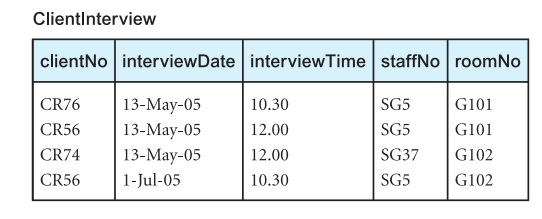 ClientInterview
clientNo interviewDate interviewTime staffNo roomNo
CR76 13-May-05 10.30 SG5 G101
CR56 13-May-05 12.00 SG5 G101
CR74 13-May-05 12.00 SG37 G102
CR56 1-Jul-05 10.30 SG5 G102